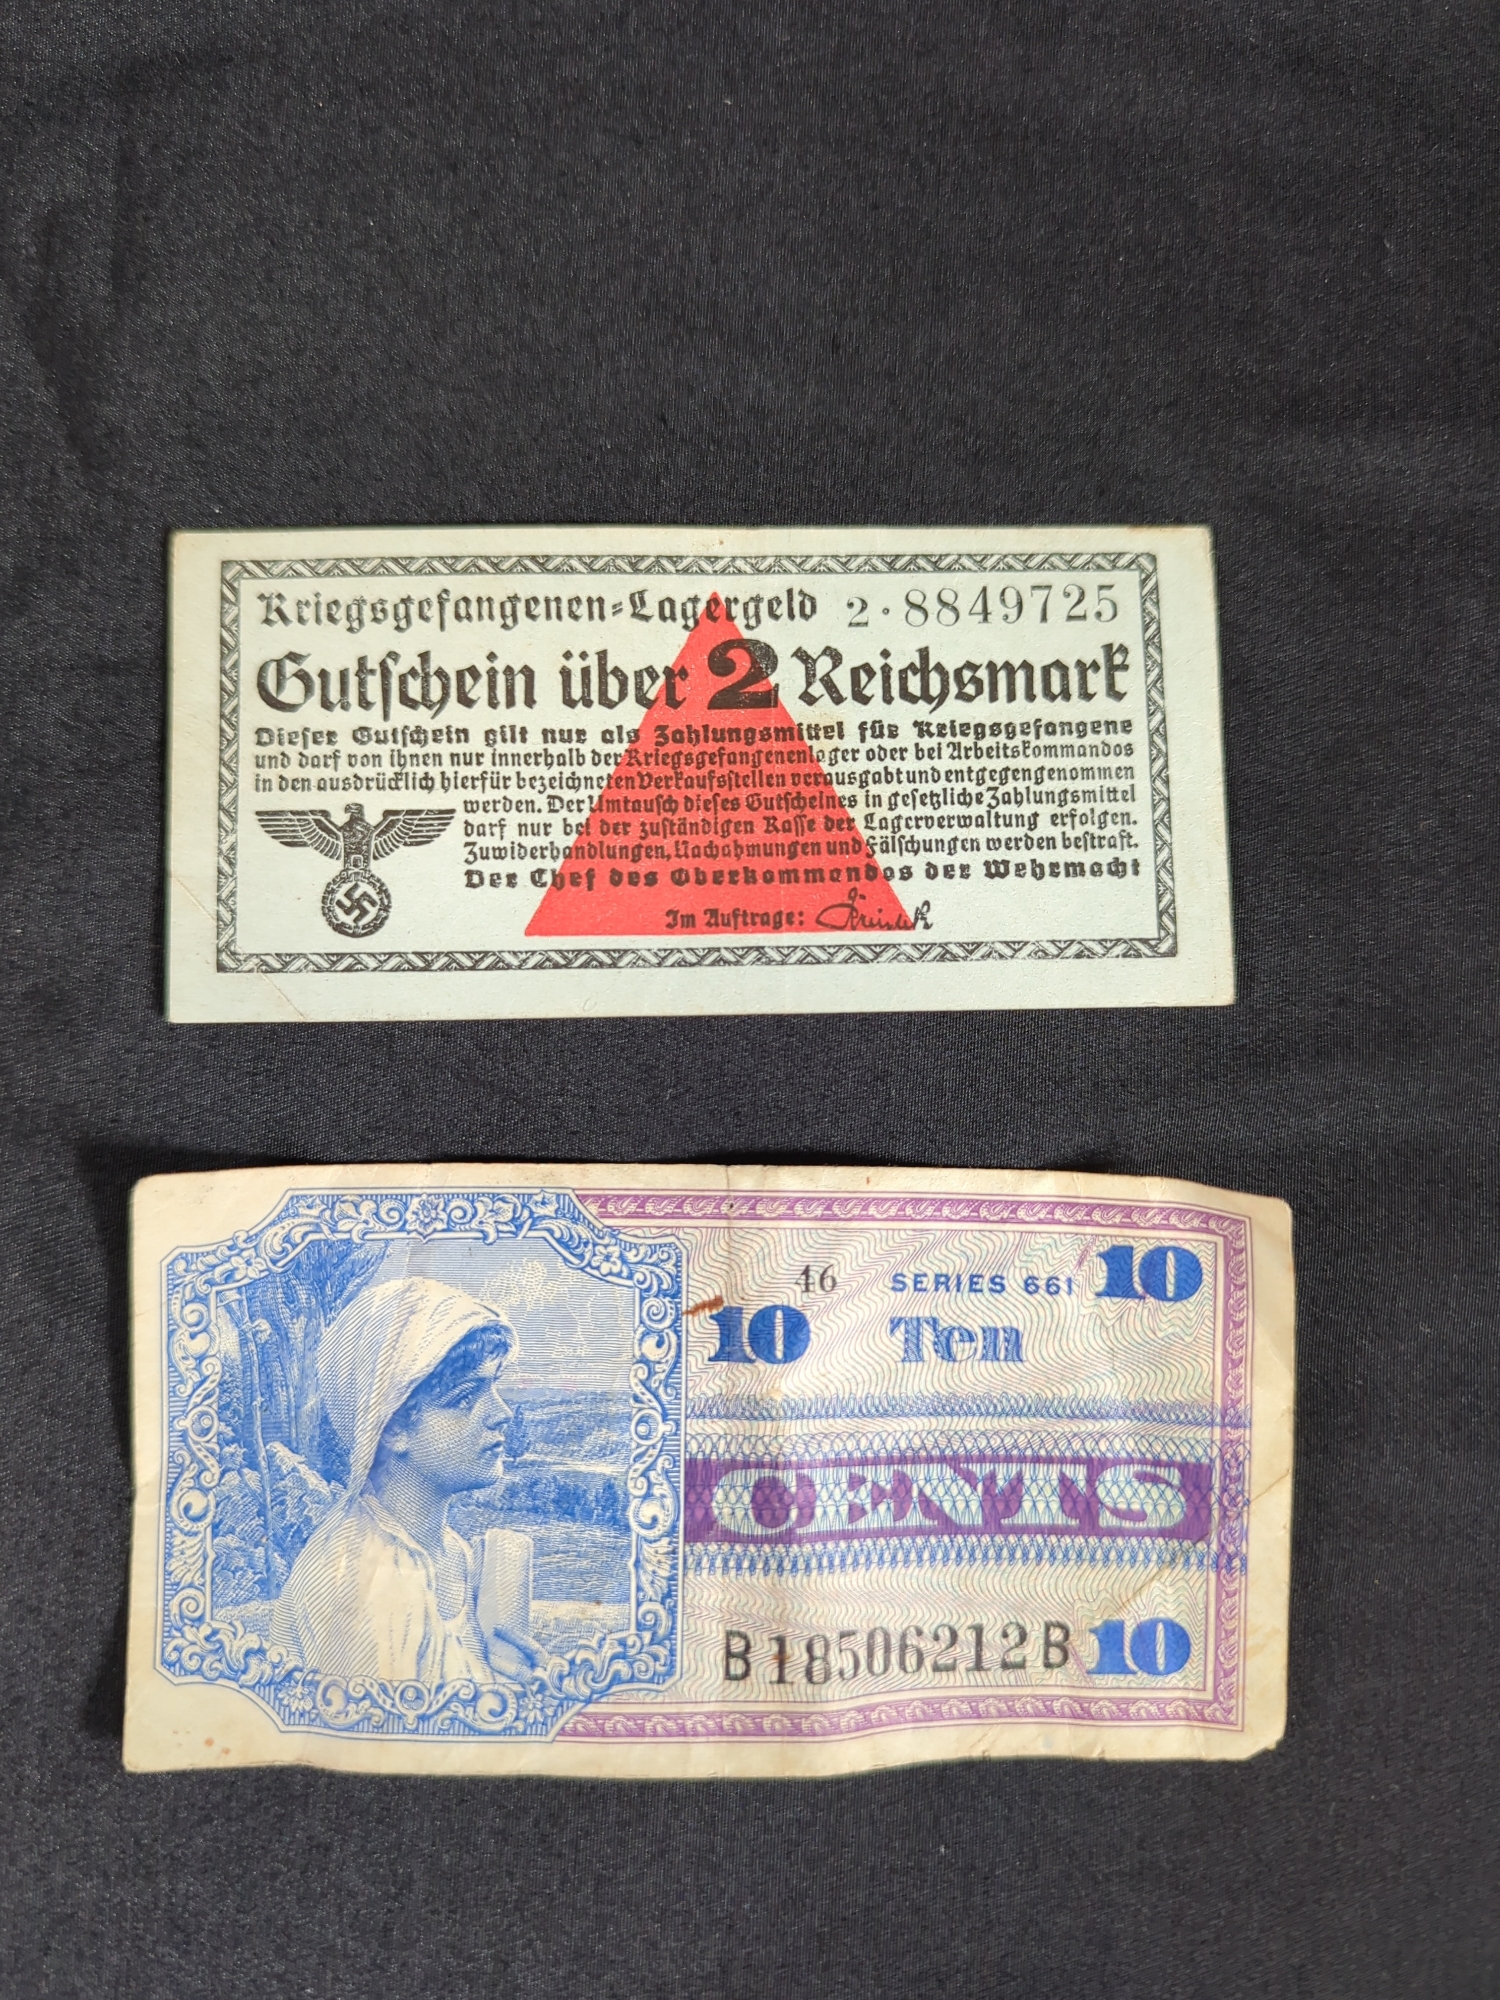 Kriegsgefangenen-Lagergeld 2 · 8849725
Gutschein über 2 Reichsmark
Dieser Gutschein gilt nur als Zahlungsmittel für Kriegsgefangene
und darf von ihnen nur innerhalb der Kriegsgefangenenlager oder bei Arbeitskommandos
in den ausdrücklich hierfür bezeichneten Verkaufsstellen verausgabt und entgegengenommen
werden. Der Umtausch dieses Gutscheines in gesetzliche Zahlungsmittel
darf nur bei der zuständigen Kasse der Lagerverwaltung erfolgen.
Zuwiderhandlungen, Nachahmungen und Fälschungen werden bestraft.
Der Chef des Oberkommandos der Wehrmacht
Im Auftrage:
46 SERIES 661 10
10 Ten
CENTS
B18506212B 10